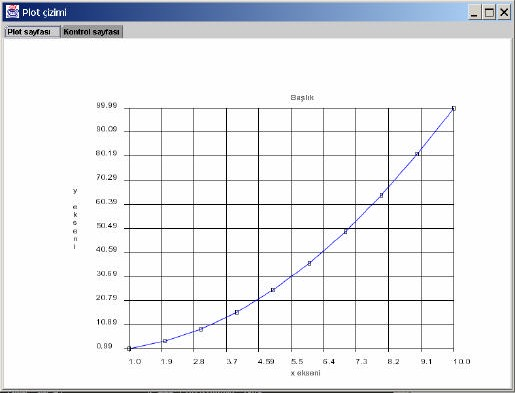 Plot çizimi
Plot sayfası Kontrol sayfası
Başlık
99.99
90.09
80.19
70.29
60.39
50.49
40.59
30.69
20.79
10.89
0.99
y ekseni
1.0 1.9 2.8 3.7 4.59 5.5 6.4 7.3 8.2 9.1 10.0
x ekseni